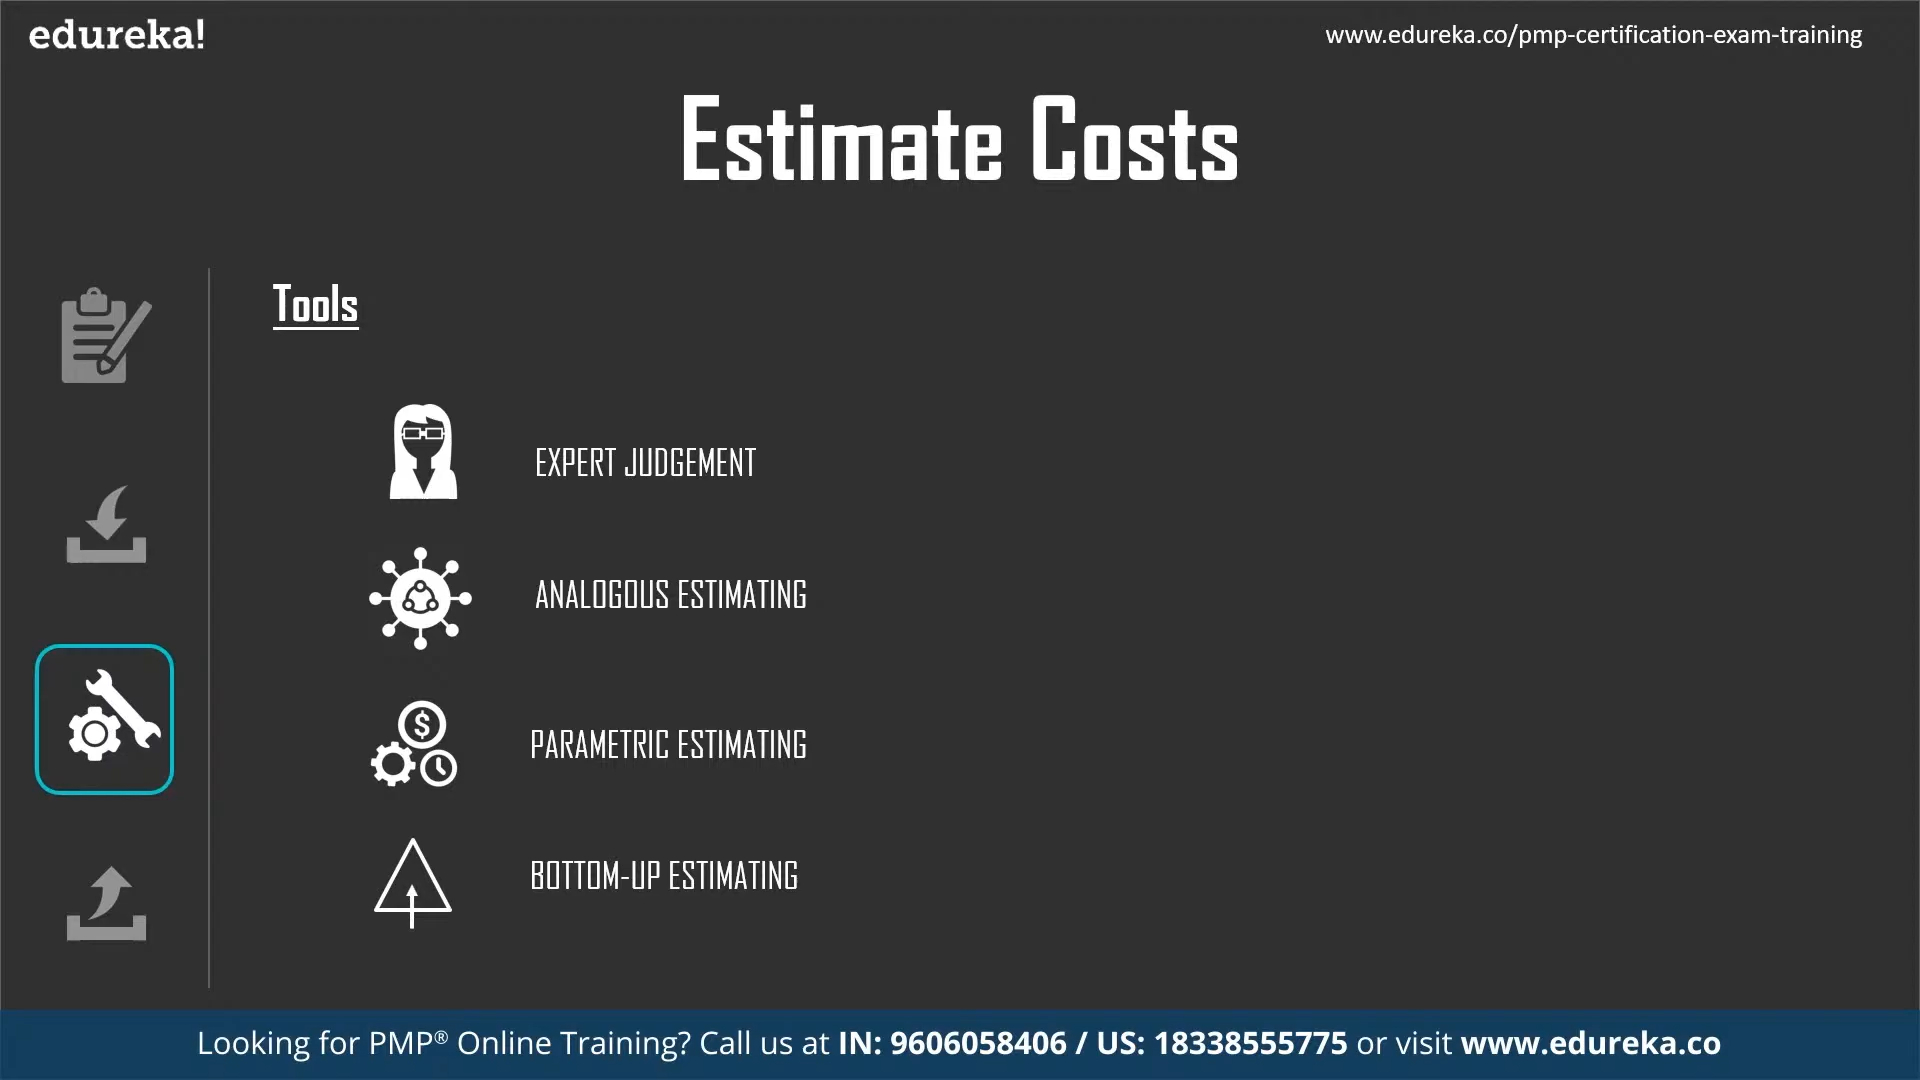 edureka!
www.edureka.co/pmp-certification-exam-training
Estimate Costs
Tools
EXPERT JUDGEMENT
ANALOGOUS ESTIMATING
$
PARAMETRIC ESTIMATING
BOTTOM-UP ESTIMATING
Looking for PMP® Online Training? Call us at IN: 9606058406 / US: 18338555775 or visit www.edureka.co